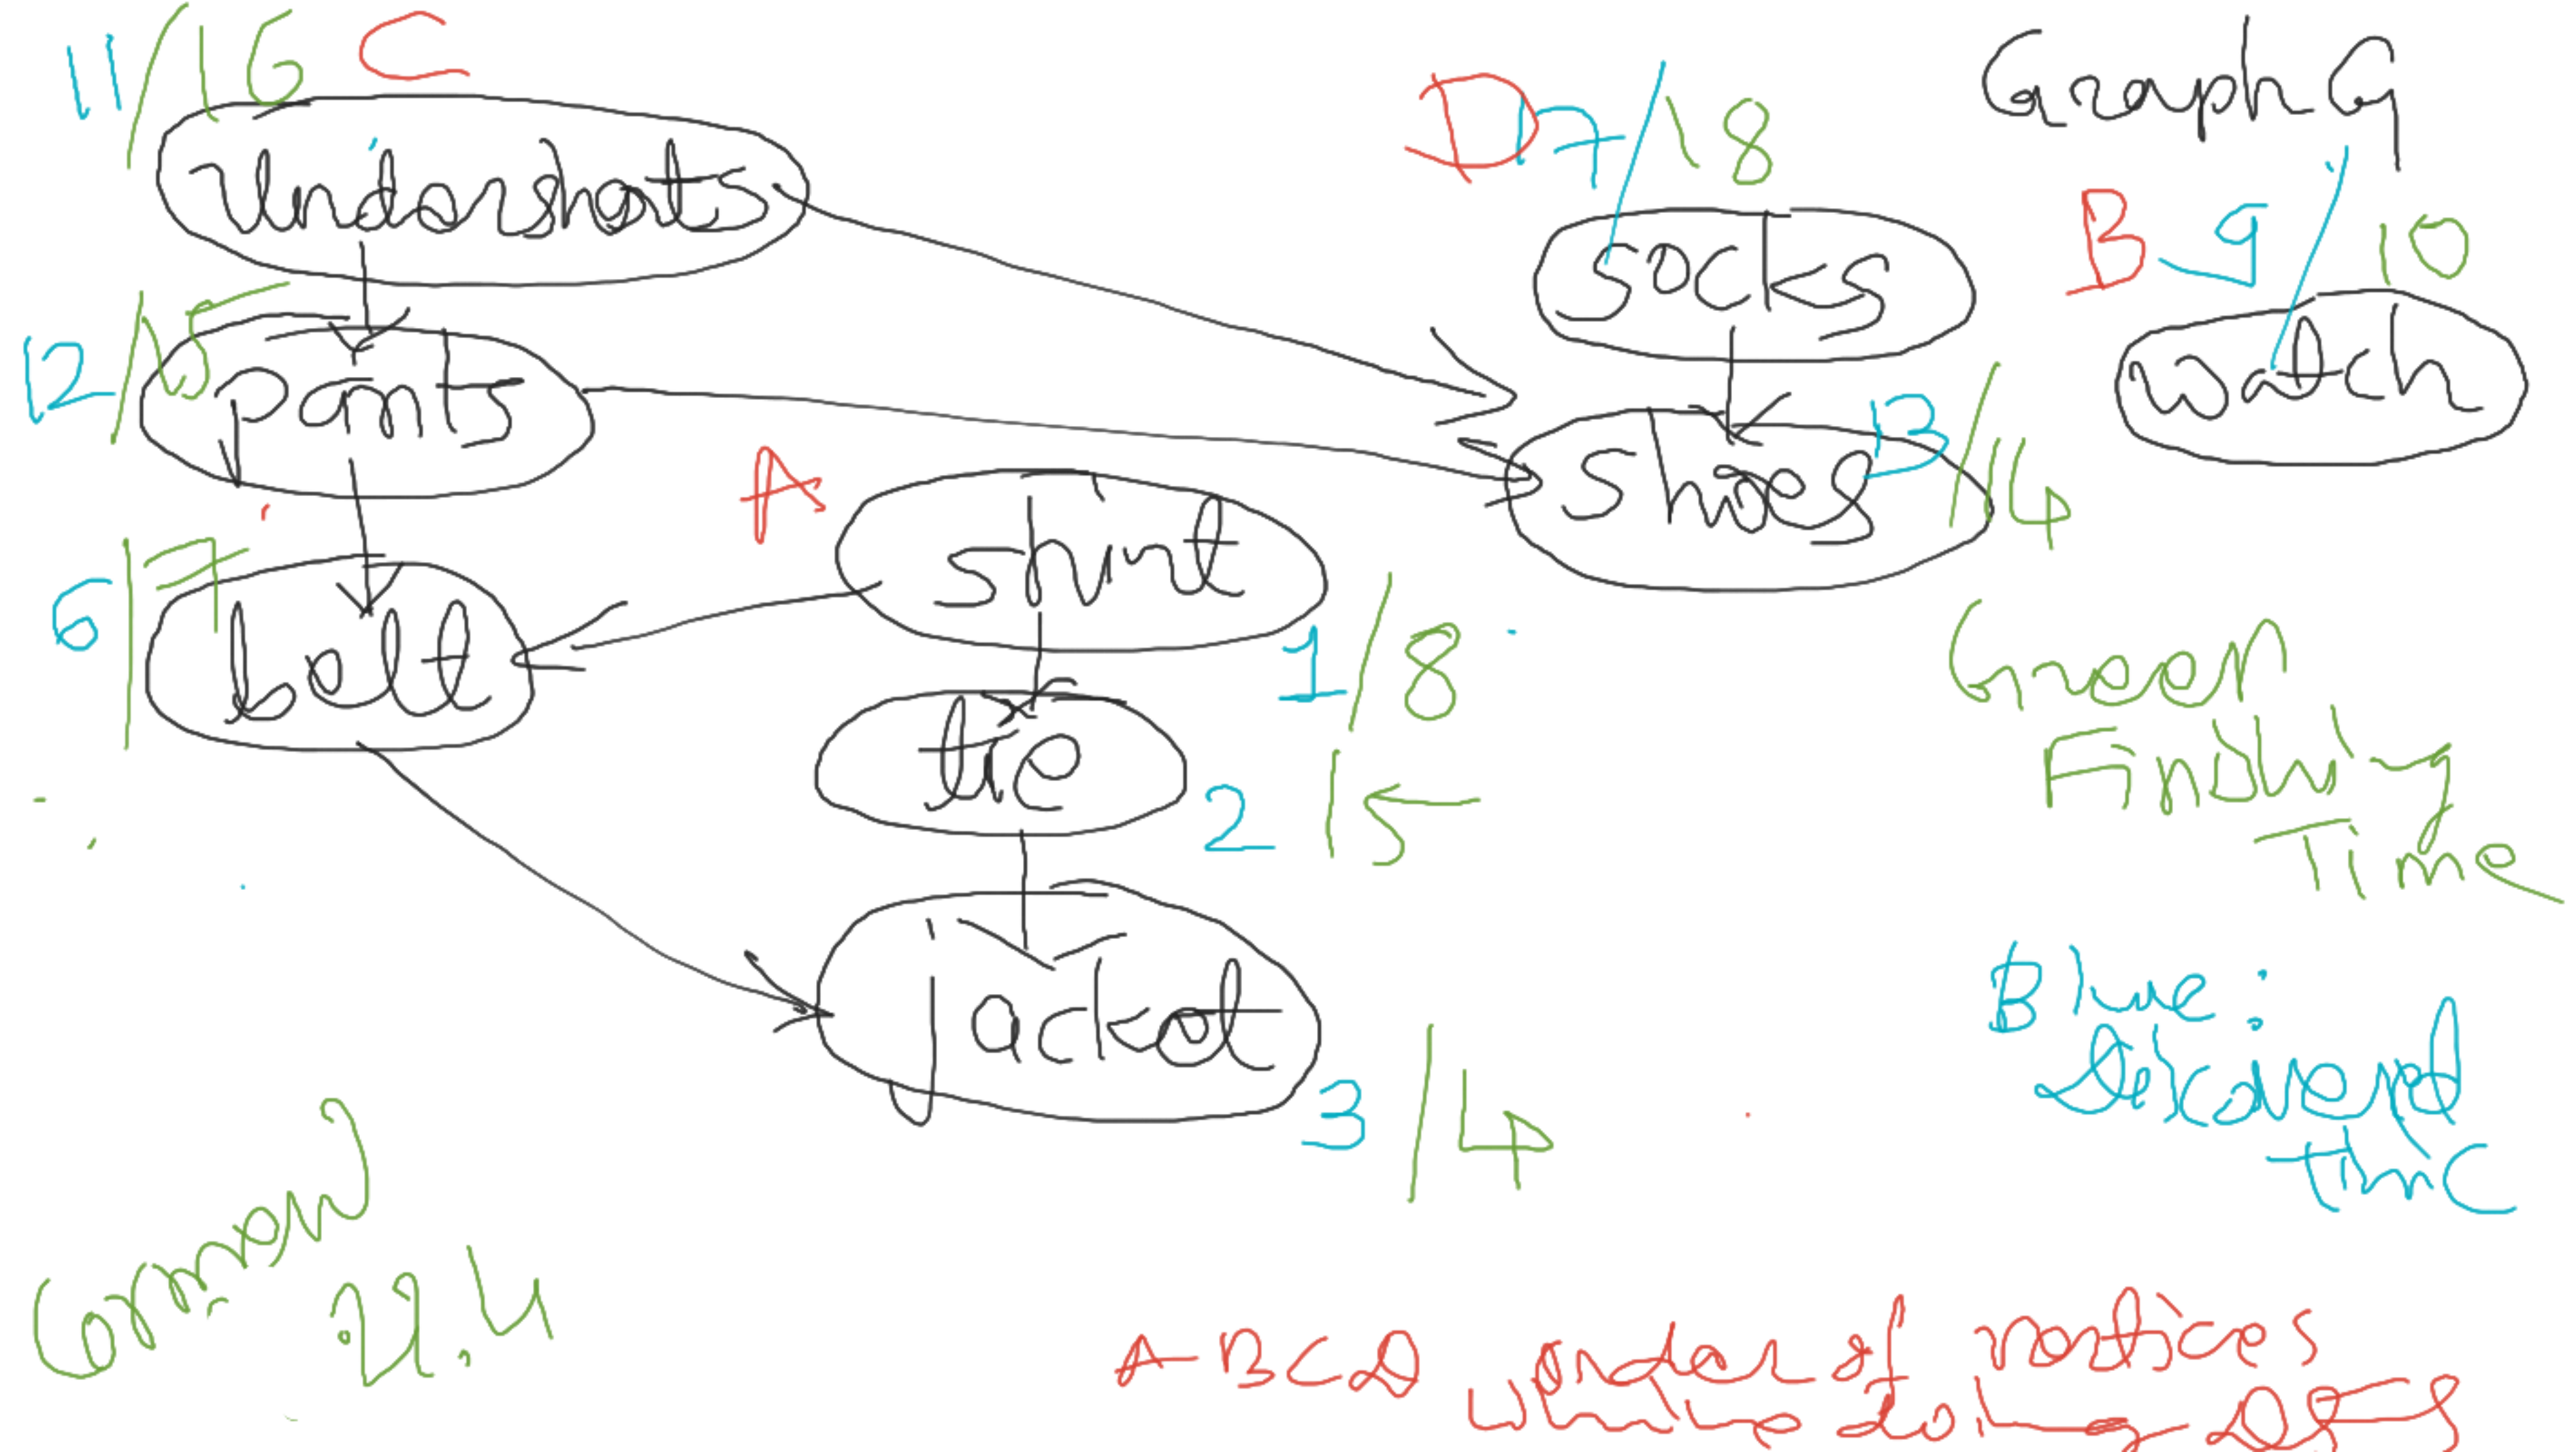 11/16 C
Undershorts
D 17/18
Graph G
B 9/10
socks
watch
12/15
pants
shoes 13/14
A
shirt
1/8
6/7
belt
tie
2/5
jacket
3/4
Green
Finishing
Time
Blue:
Discovered
time
Cormen
22.4
A B C D order of vertices
while doing DFS